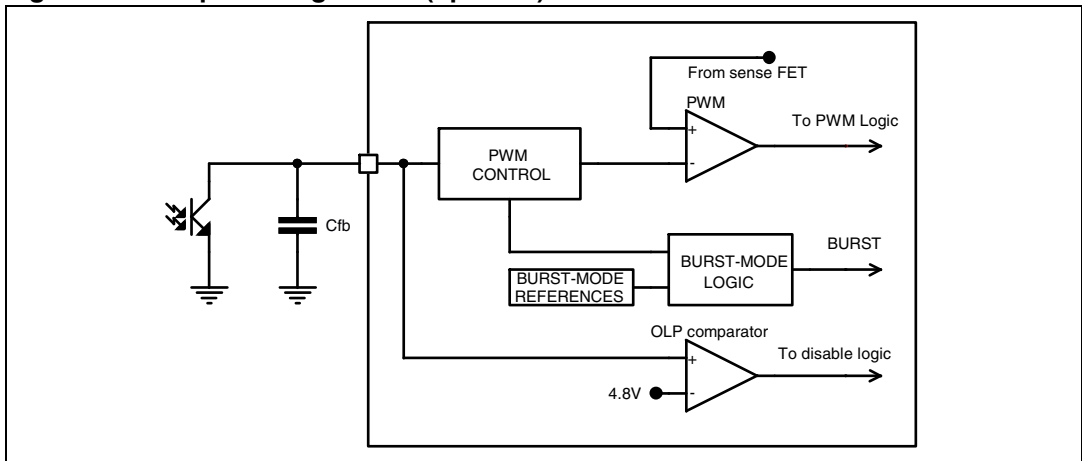 From sense FET
PWM
+
-
To PWM Logic
PWM
CONTROL
Cfb
BURST-MODE
REFERENCES
BURST-MODE
LOGIC
BURST
OLP comparator
+
-
4.8V
To disable logic